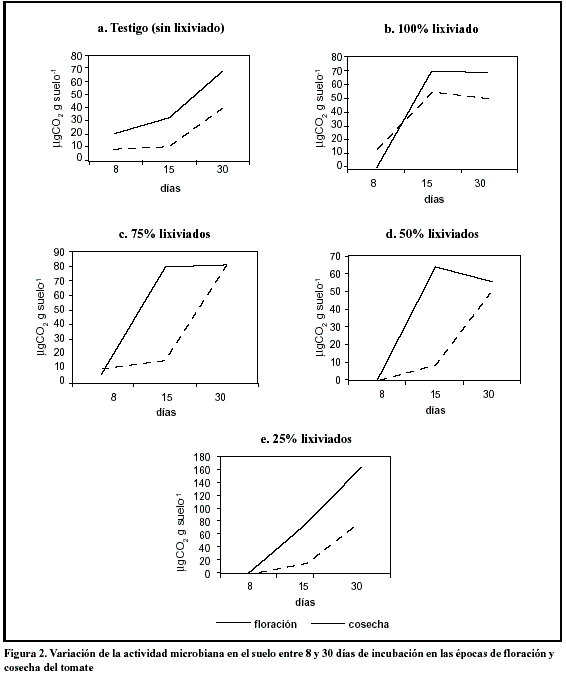 a. Testigo (sin lixiviado)
µgCO2 g suelo-1
80
70
60
50
40
30
20
10
0
8 15 30
días
b. 100% lixiviado
µgCO2 g suelo-1
80
70
60
50
40
30
20
10
0
8 15 30
días
c. 75% lixiviados
µgCO2 g suelo-1
90
80
70
60
50
40
30
20
10
0
8 15 30
días
d. 50% lixiviados
µgCO2 g suelo-1
70
60
50
40
30
20
10
0
8 15 30
días
e. 25% lixiviados
µgCO2 g suelo-1
180
160
140
120
100
80
60
40
20
0
8 15 30
días
floración cosecha
Figura 2. Variación de la actividad microbiana en el suelo entre 8 y 30 días de incubación en las épocas de floración y
cosecha del tomate